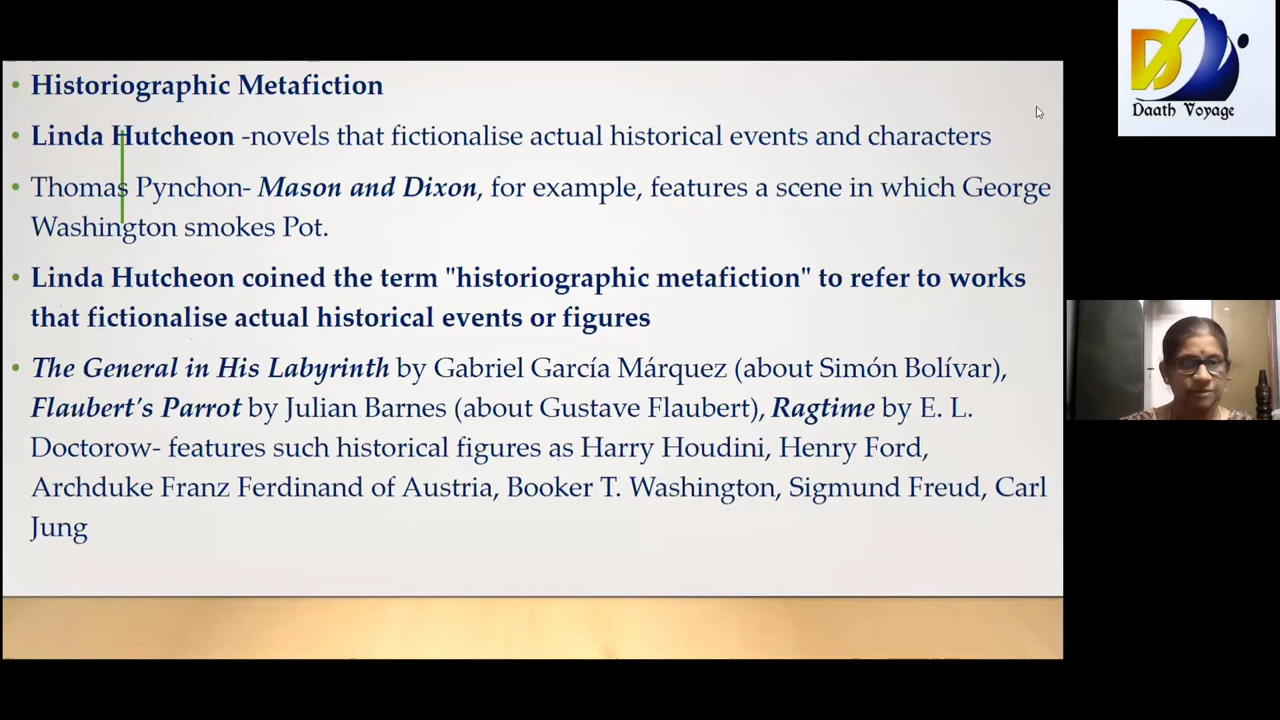 Historiographic Metafiction
Linda Hutcheon -novels that fictionalise actual historical events and characters
Thomas Pynchon- Mason and Dixon, for example, features a scene in which George
Washington smokes Pot.
Linda Hutcheon coined the term "historiographic metafiction" to refer to works
that fictionalise actual historical events or figures
The General in His Labyrinth by Gabriel García Márquez (about Simón Bolívar),
Flaubert's Parrot by Julian Barnes (about Gustave Flaubert), Ragtime by E. L.
Doctorow- features such historical figures as Harry Houdini, Henry Ford,
Archduke Franz Ferdinand of Austria, Booker T. Washington, Sigmund Freud, Carl
Jung
Daath Voyage